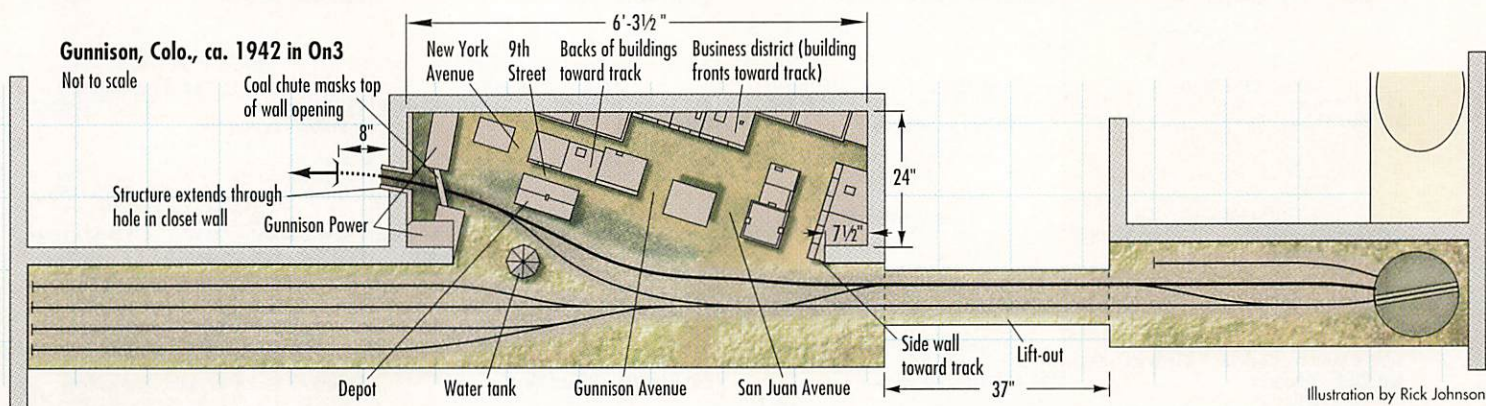 6'-3½"
Gunnison, Colo., ca. 1942 in On3
Not to scale
New York
Avenue
9th
Street
Backs of buildings
toward track
Business district (building
fronts toward track)
Coal chute masks top
of wall opening
8"
Structure extends through
hole in closet wall
Gunnison Power
24"
7½"
Depot
Water tank
Gunnison Avenue
San Juan Avenue
Side wall
toward track
Lift-out
37"
Illustration by Rick Johnson